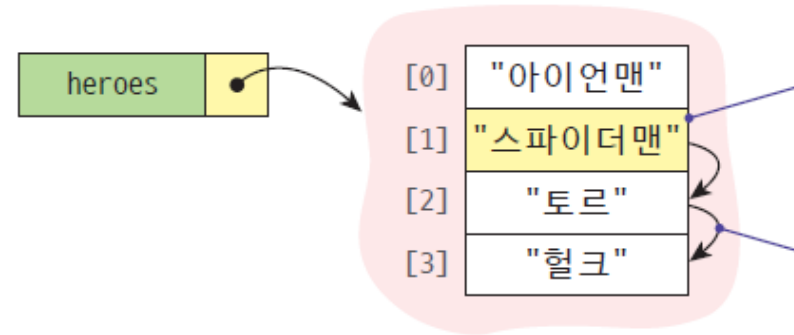 heroes
[0] "아이언맨"
[1] "스파이더맨"
[2] "토르"
[3] "헐크"